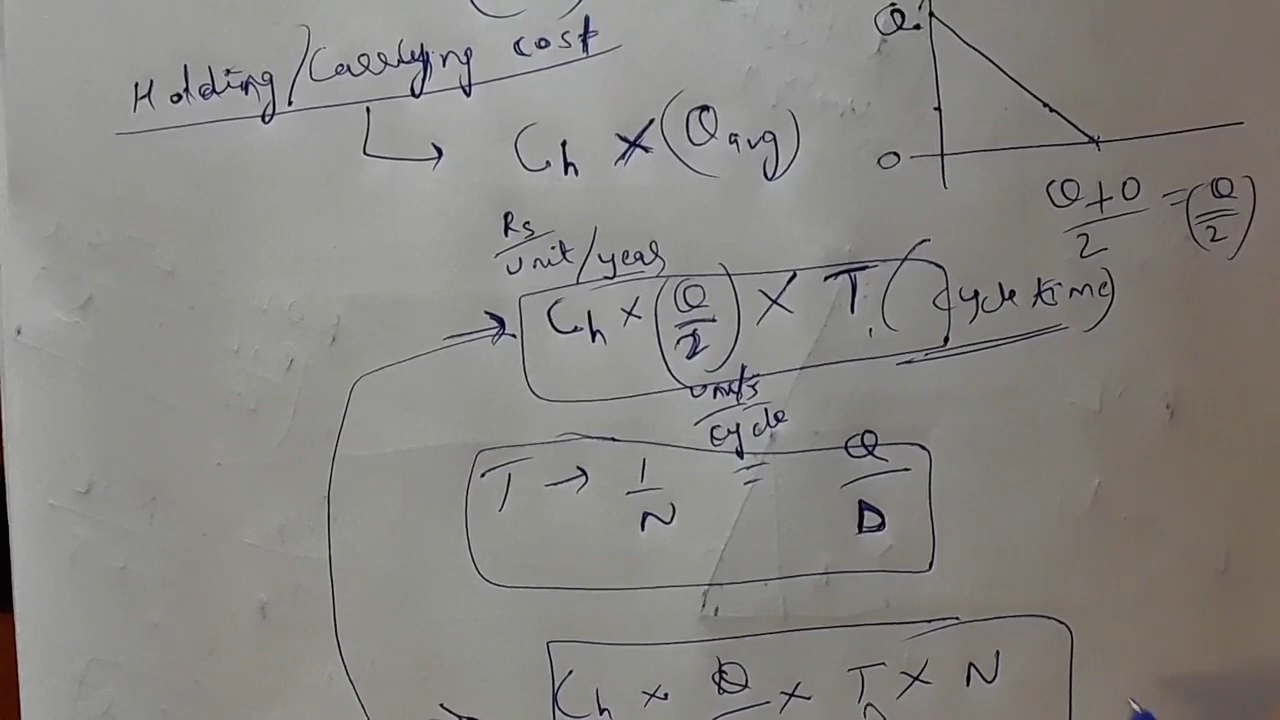 Holding/Carrying cost
→ Ch × (Qavg)
Q
0
(Q+0)/2 = (Q/2)
Rs/unit/year
Ch × (Q/2) × T (cycle time)
units/cycle
T → 1/N = Q/D
Ch × Q × T × N